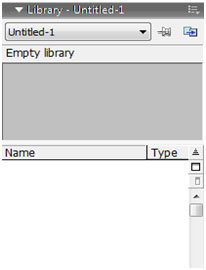 Library - Untitled-1
Untitled-1
Empty library
Name Type